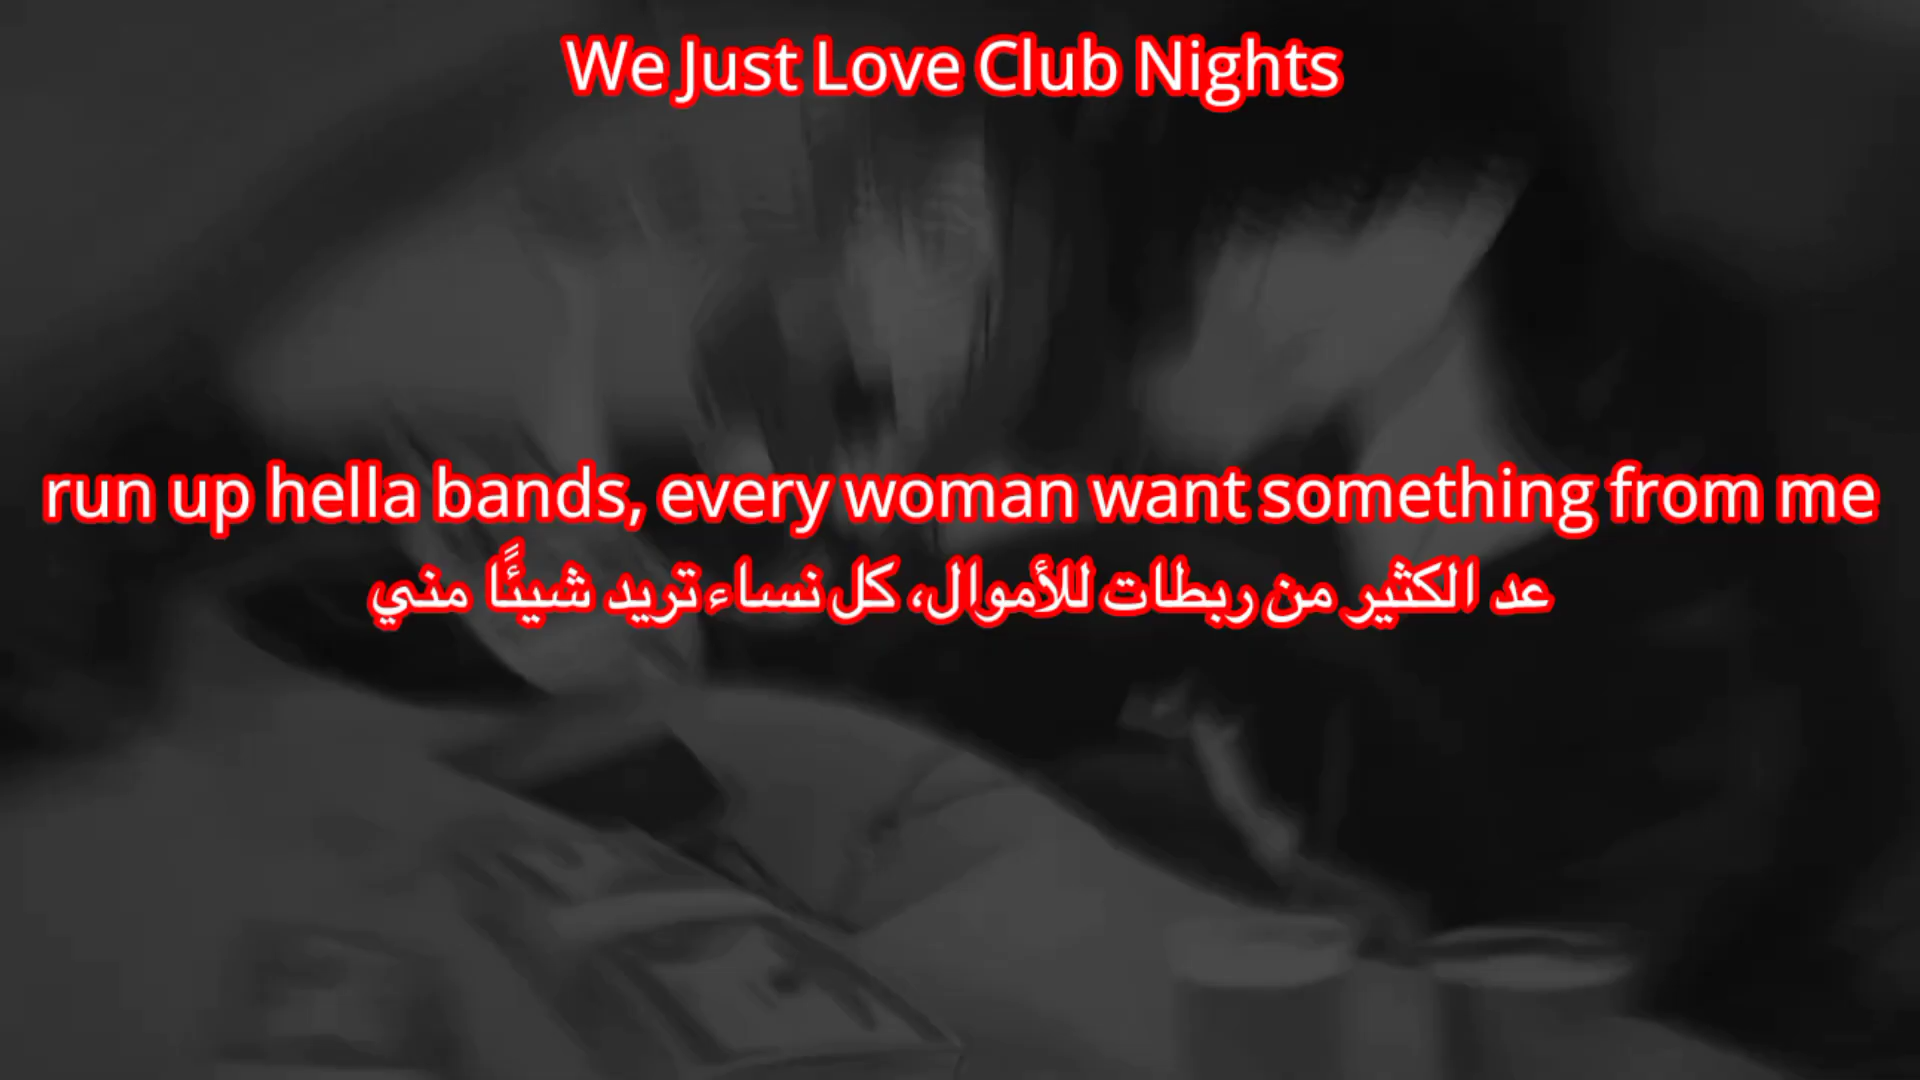 We Just Love Club Nights
run up hella bands, every woman want something from me
عد الكثير من ربطات للأموال، كل نساء تريد شيئًا مني